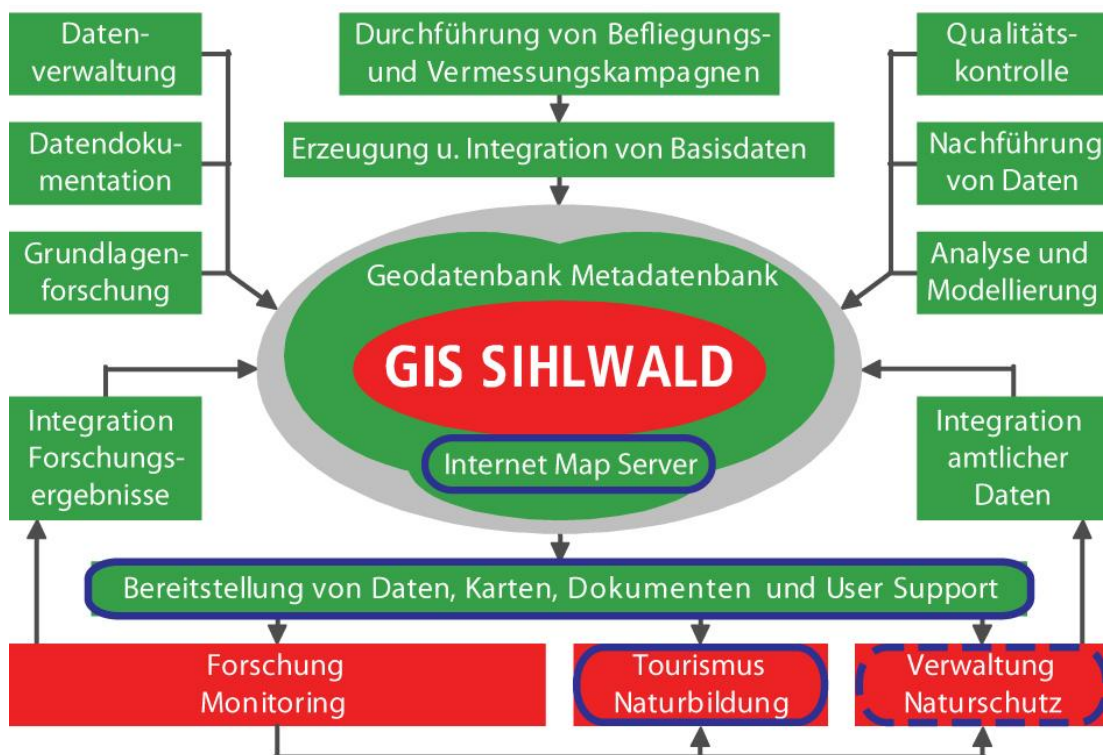 Daten-
verwaltung
Durchführung von Befliegungs-
und Vermessungskampagnen
Qualitäts-
kontrolle
Datendoku-
mentation
Erzeugung u. Integration von Basisdaten
Nachführung
von Daten
Grundlagen-
forschung
Analyse und
Modellierung
Geodatenbank Metadatenbank
GIS SIHLWALD
Internet Map Server
Integration
Forschungs-
ergebnisse
Integration
amtlicher
Daten
Bereitstellung von Daten, Karten, Dokumenten und User Support
Forschung
Monitoring
Tourismus
Naturbildung
Verwaltung
Naturschutz